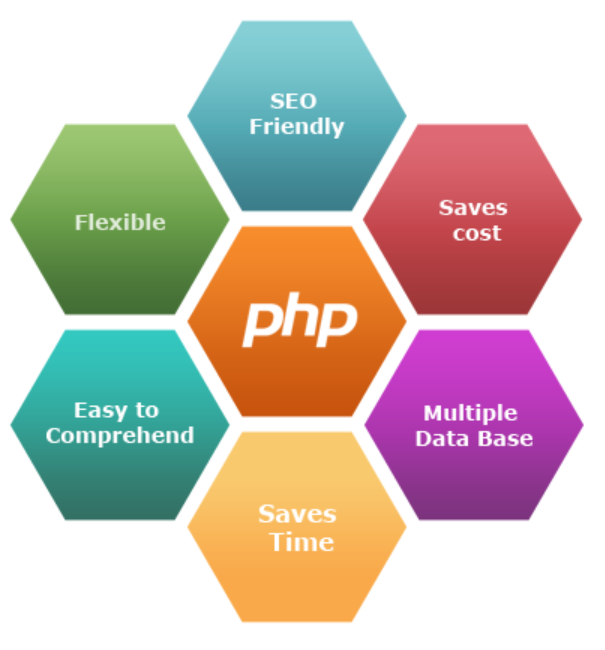 SEO
Friendly
Flexible
Saves
cost
php
Easy to
Comprehend
Multiple
Data Base
Saves
Time